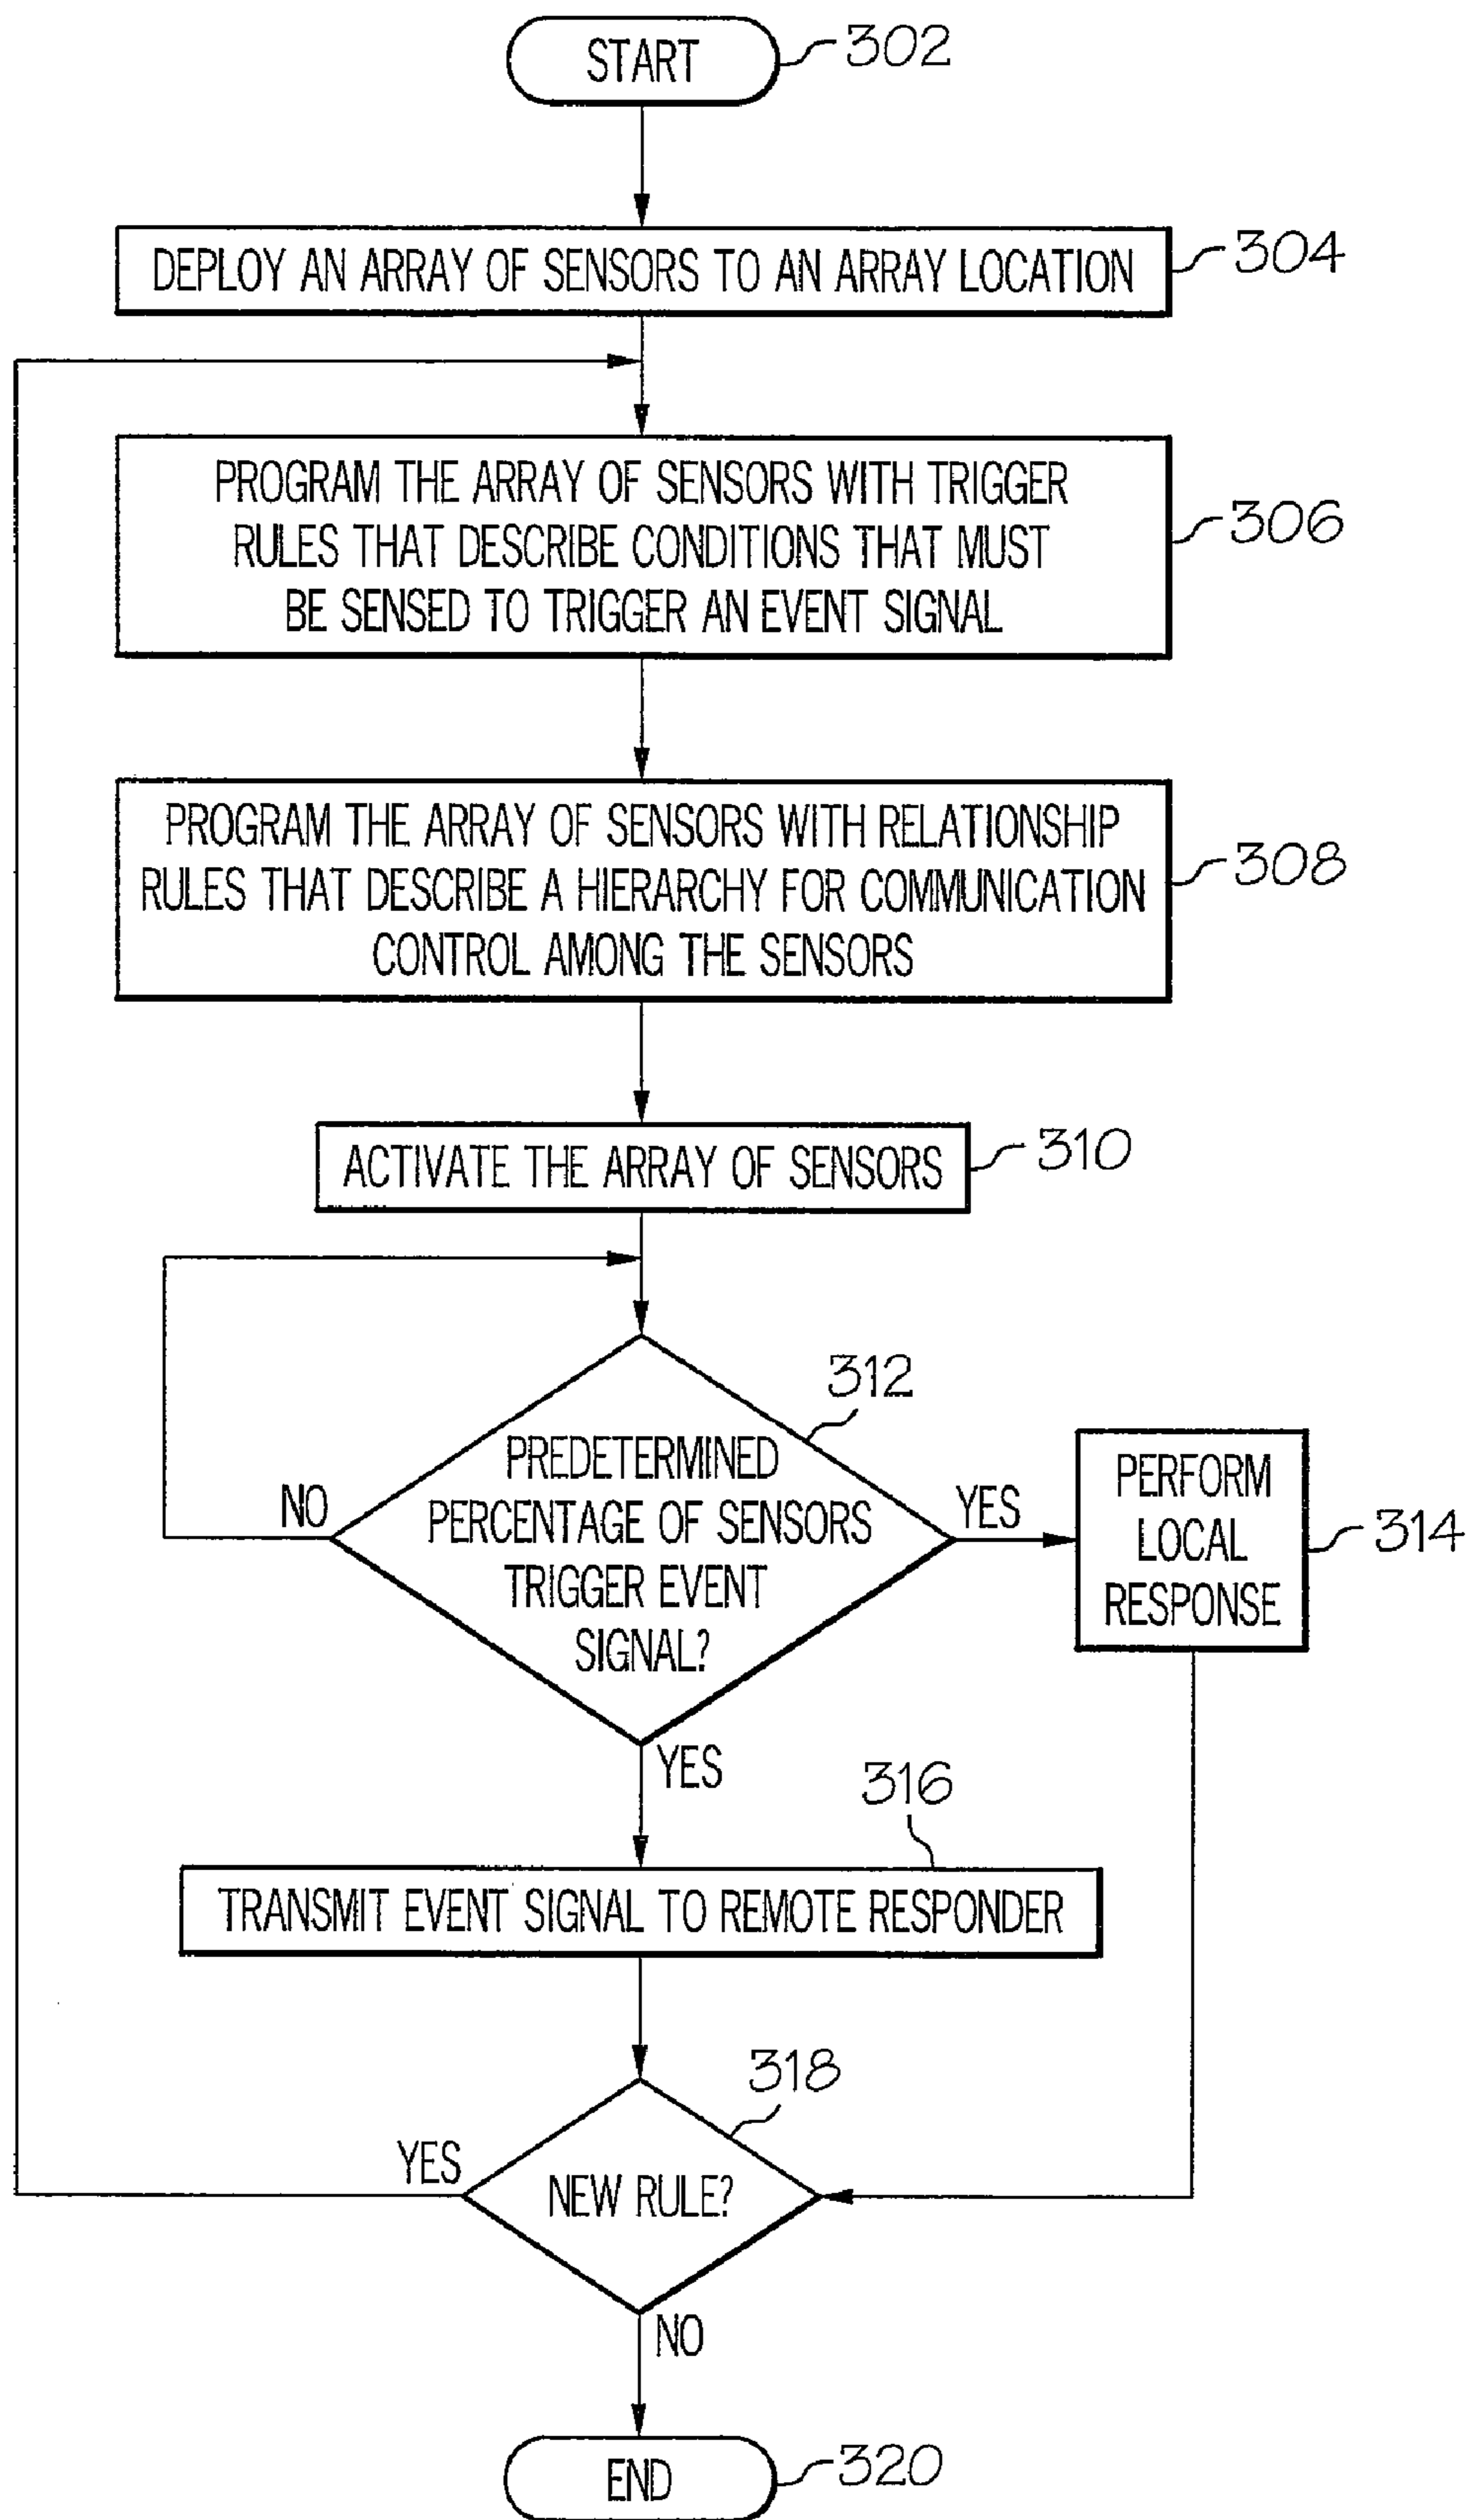 START
302
DEPLOY AN ARRAY OF SENSORS TO AN ARRAY LOCATION
304
PROGRAM THE ARRAY OF SENSORS WITH TRIGGER
RULES THAT DESCRIBE CONDITIONS THAT MUST
BE SENSED TO TRIGGER AN EVENT SIGNAL
306
PROGRAM THE ARRAY OF SENSORS WITH RELATIONSHIP
RULES THAT DESCRIBE A HIERARCHY FOR COMMUNICATION
CONTROL AMONG THE SENSORS
308
ACTIVATE THE ARRAY OF SENSORS
310
312
PREDETERMINED
PERCENTAGE OF SENSORS
TRIGGER EVENT
SIGNAL?
NO
YES
PERFORM
LOCAL
RESPONSE
314
YES
316
TRANSMIT EVENT SIGNAL TO REMOTE RESPONDER
318
YES
NEW RULE?
NO
END
320